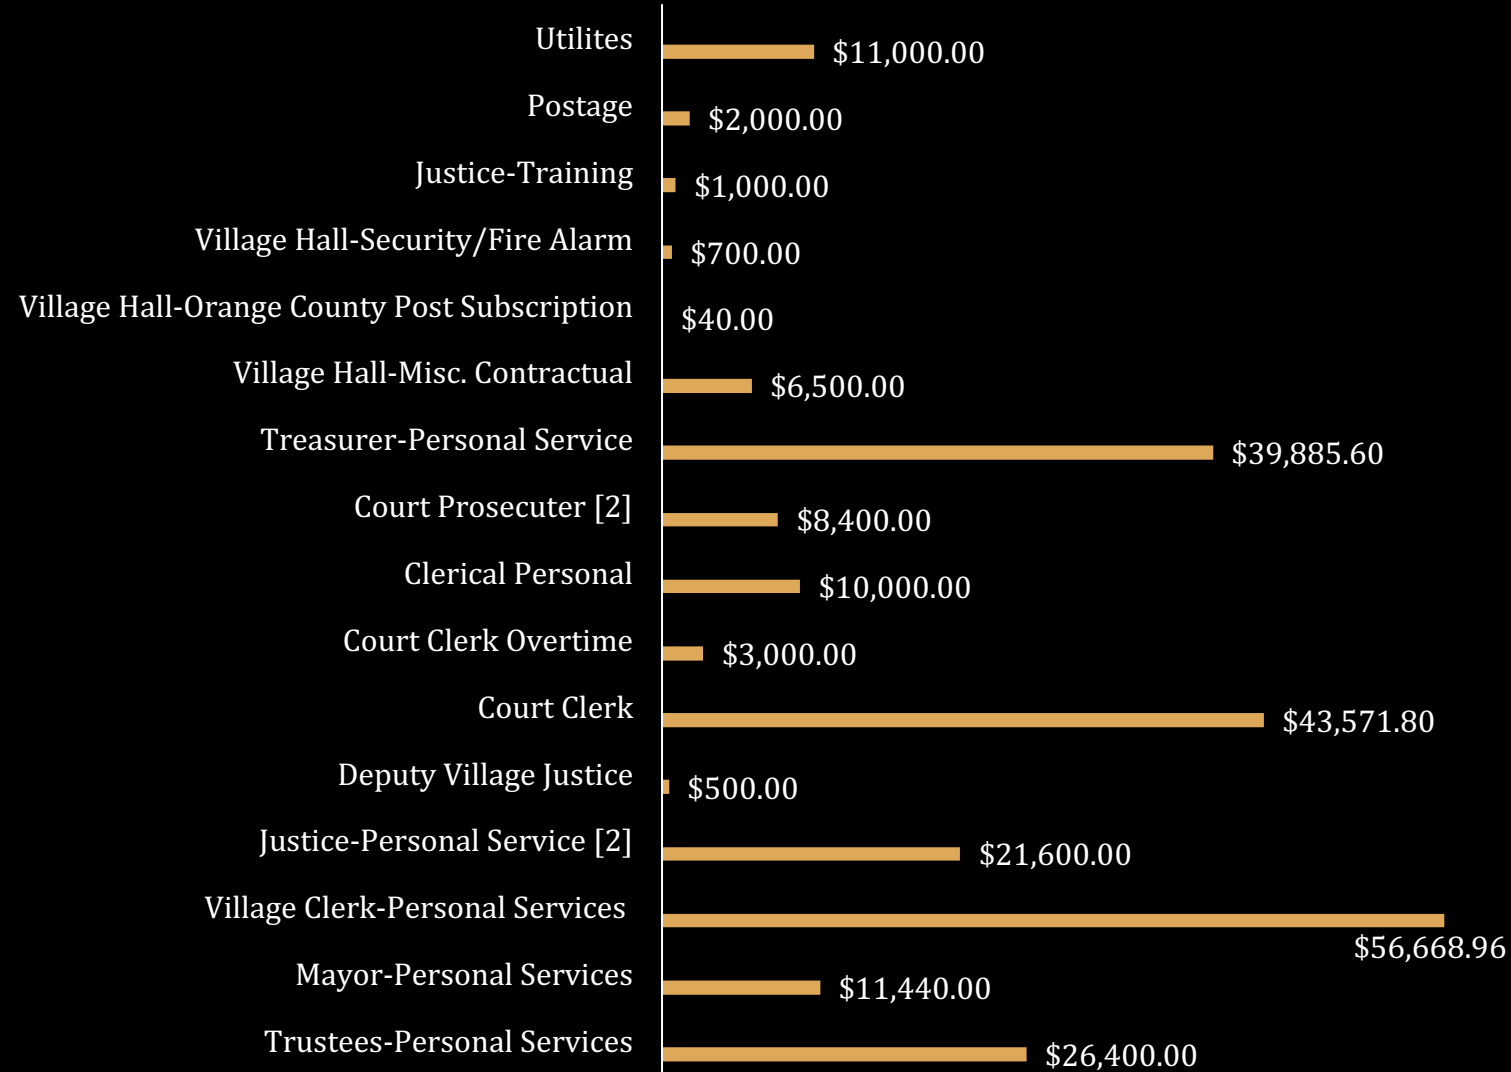 Utilites
$11,000.00
Postage
$2,000.00
Justice-Training
$1,000.00
Village Hall-Security/Fire Alarm
$700.00
Village Hall-Orange County Post Subscription
$40.00
Village Hall-Misc. Contractual
$6,500.00
Treasurer-Personal Service
$39,885.60
Court Prosecuter [2]
$8,400.00
Clerical Personal
$10,000.00
Court Clerk Overtime
$3,000.00
Court Clerk
$43,571.80
Deputy Village Justice
$500.00
Justice-Personal Service [2]
$21,600.00
Village Clerk-Personal Services
$56,668.96
Mayor-Personal Services
$11,440.00
Trustees-Personal Services
$26,400.00